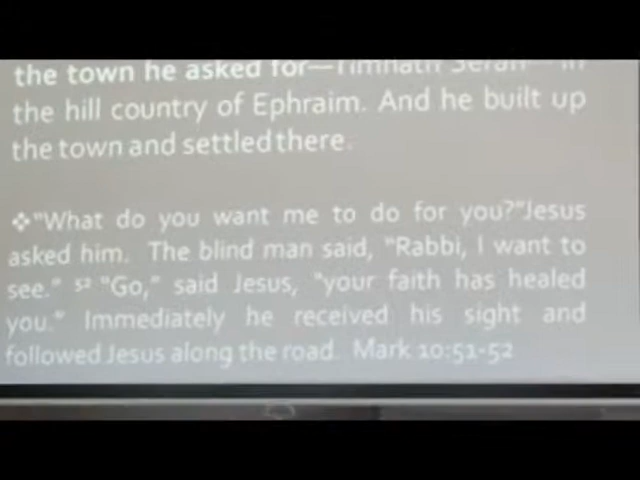 the town he asked for—Timnath Serah—in
the hill country of Ephraim. And he built up
the town and settled there.
❖"What do you want me to do for you?"Jesus
asked him. The blind man said, "Rabbi, I want to
see." ⁵² "Go," said Jesus, "your faith has healed
you." Immediately he received his sight and
followed Jesus along the road. Mark 10:51-52